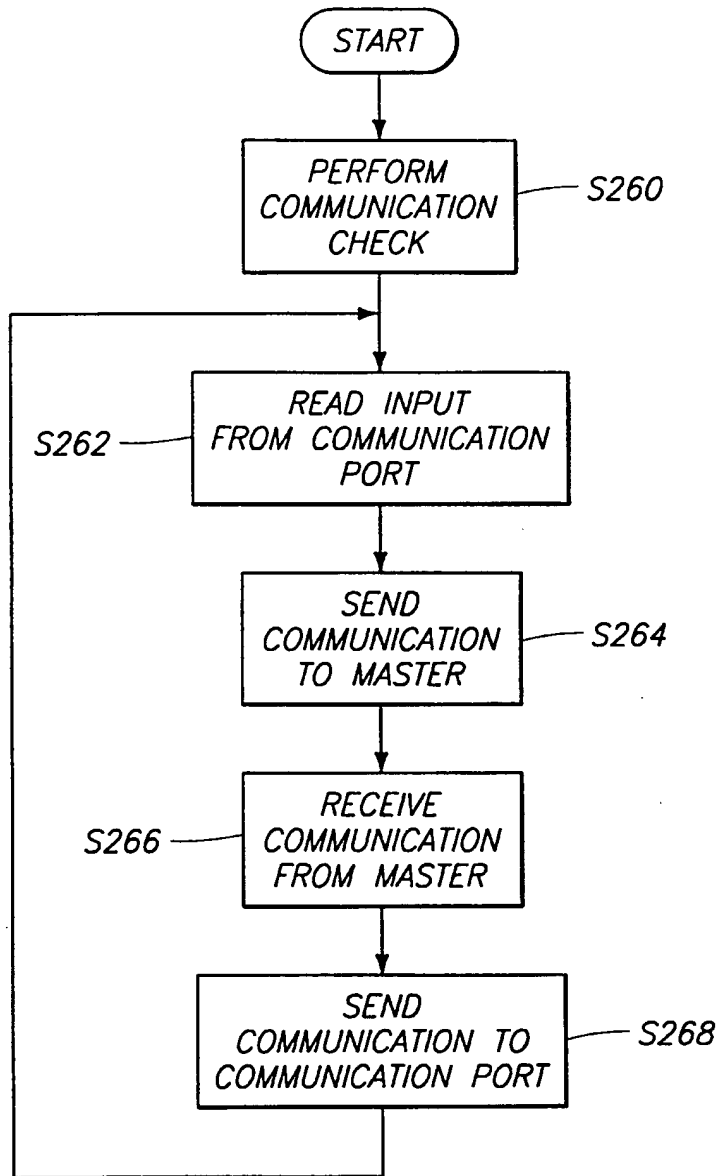 START
PERFORM
COMMUNICATION
CHECK
S260
READ INPUT
FROM COMMUNICATION
PORT
S262
SEND
COMMUNICATION
TO MASTER
S264
RECEIVE
COMMUNICATION
FROM MASTER
S266
SEND
COMMUNICATION TO
COMMUNICATION PORT
S268